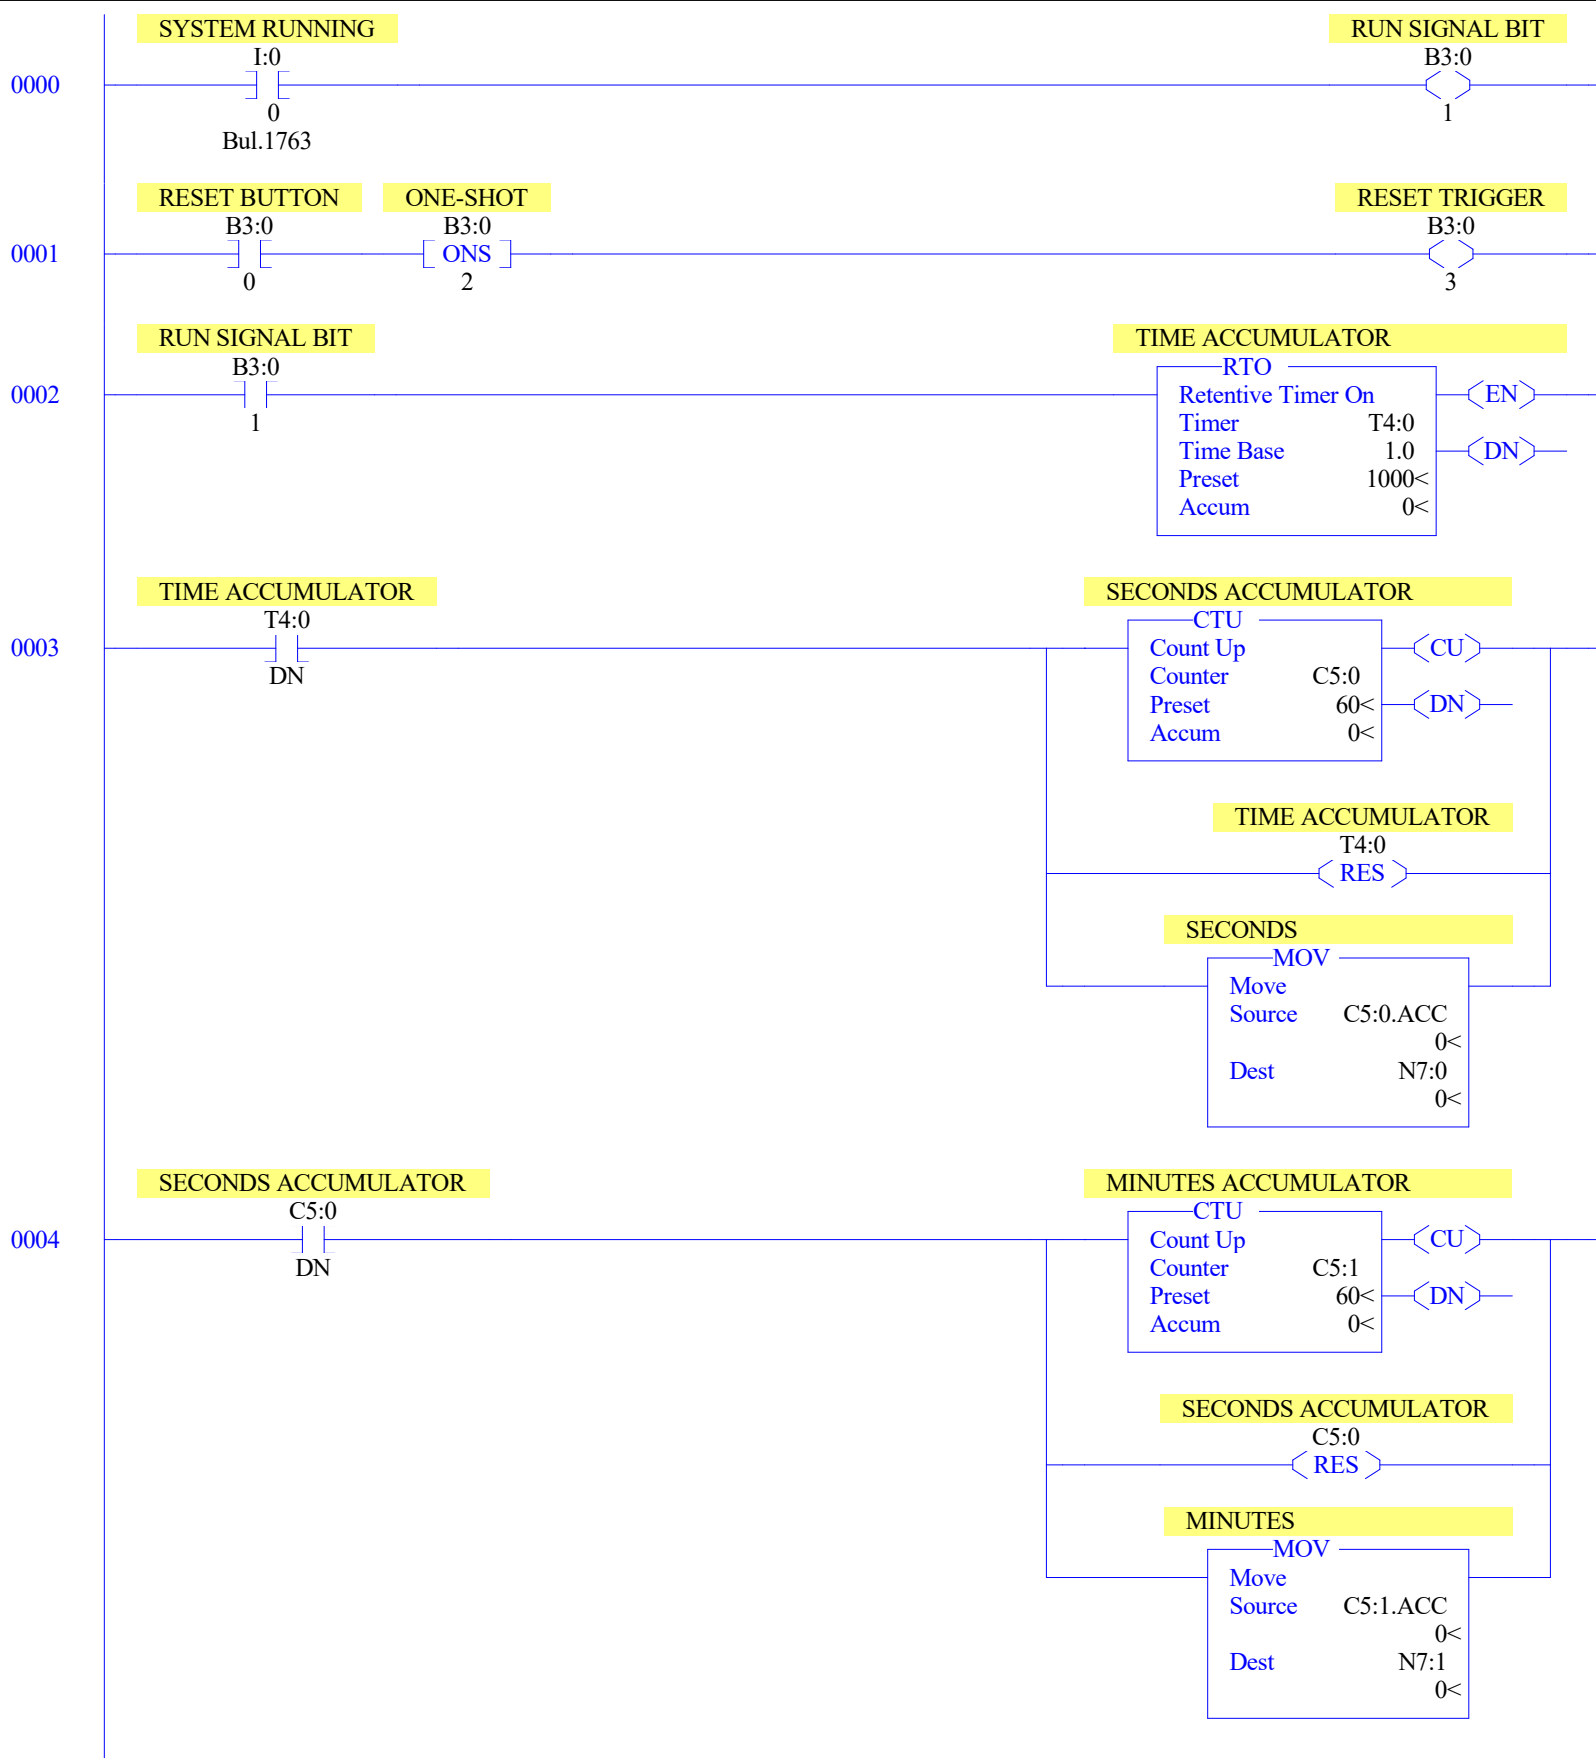 SYSTEM RUNNING RUN SIGNAL BIT
I:0 B3:0
0000
0 1
Bul.1763
RESET BUTTON ONE-SHOT RESET TRIGGER
B3:0 B3:0 B3:0
0001 ONS
0 2 3
RUN SIGNAL BIT TIME ACCUMULATOR
B3:0 RTO
0002 Retentive Timer On EN
1 Timer T4:0
Time Base 1.0 DN
Preset 1000<
Accum 0<
TIME ACCUMULATOR SECONDS ACCUMULATOR
T4:0 CTU
0003 Count Up CU
DN Counter C5:0
Preset 60< DN
Accum 0<
TIME ACCUMULATOR
T4:0
RES
SECONDS
MOV
Move
Source C5:0.ACC
0<
Dest N7:0
0<
SECONDS ACCUMULATOR MINUTES ACCUMULATOR
C5:0 CTU
0004 Count Up CU
DN Counter C5:1
Preset 60< DN
Accum 0<
SECONDS ACCUMULATOR
C5:0
RES
MINUTES
MOV
Move
Source C5:1.ACC
0<
Dest N7:1
0<